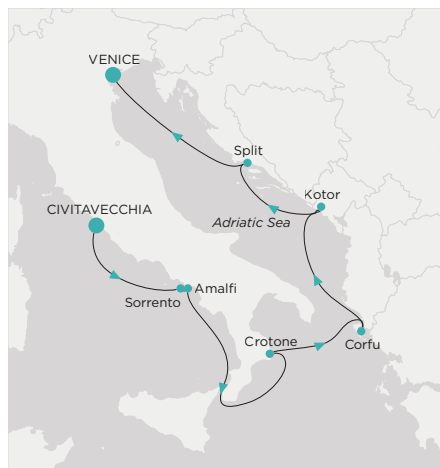 VENICE
Split
Kotor
CIVITAVECCHIA
Adriatic Sea
Sorrento
Amalfi
Crotone
Corfu